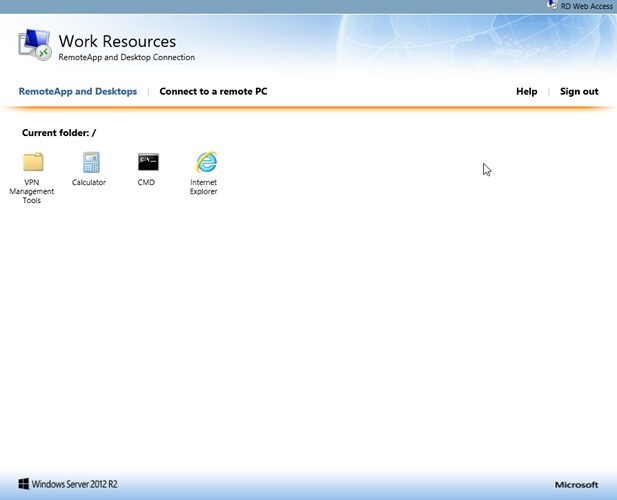 RD Web Access
Work Resources
RemoteApp and Desktop Connection
RemoteApp and Desktops | Connect to a remote PC Help | Sign out
Current folder: /
VPN Management Tools
Calculator
C:\...
CMD
Internet Explorer
Windows Server 2012 R2
Microsoft